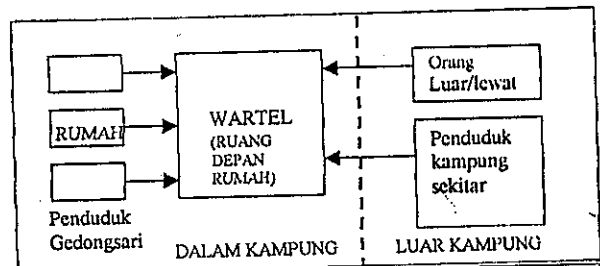 RUMAH
Penduduk
Gedongsari
WARTEL
(RUANG
DEPAN
RUMAH)
DALAM KAMPUNG
Orang
Luar/lewat
Penduduk
kampung
sekitar
LUAR KAMPUNG